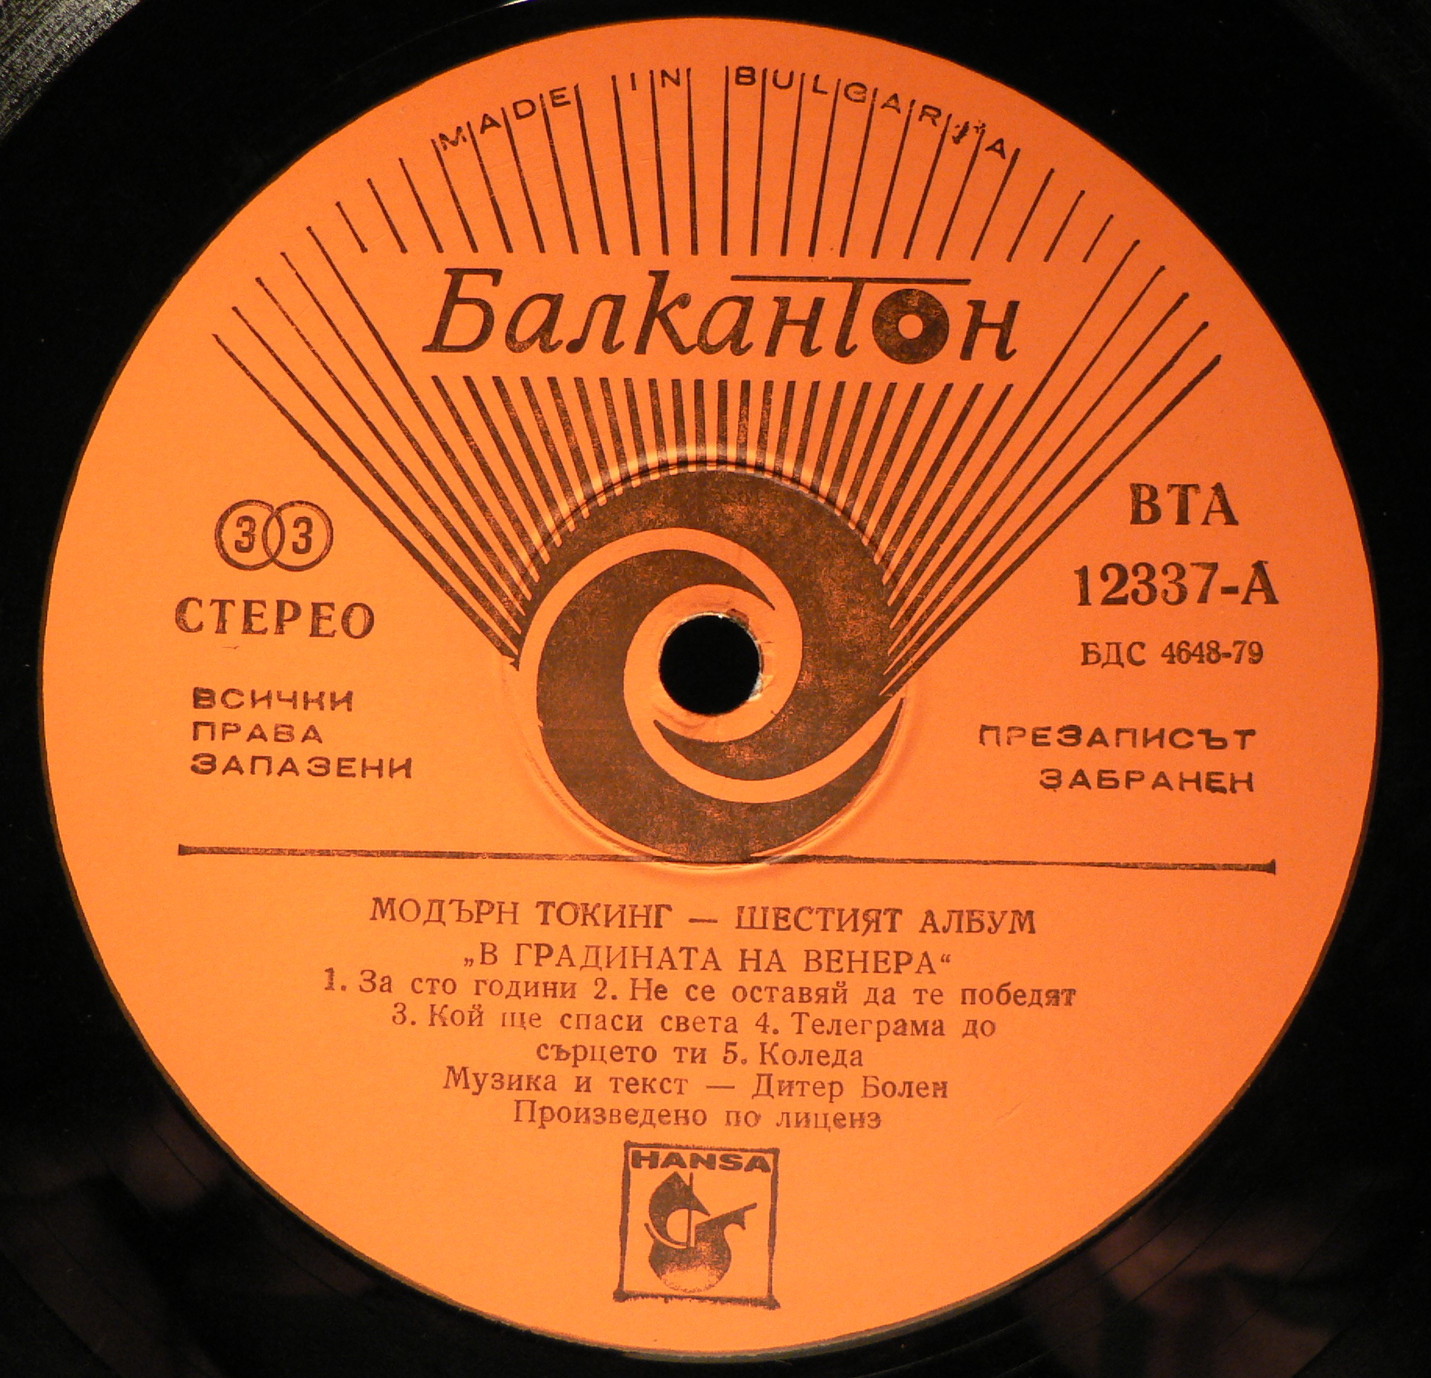 MADE IN BULGARIA
Балкантон
33
СТЕРЕО
ВСИЧКИ
ПРАВА
ЗАПАЗЕНИ
ВТА
12337-А
БДС 4648-79
ПРЕЗАПИСЪТ
ЗАБРАНЕН
МОДЪРН ТОКИНГ — ШЕСТИЯТ АЛБУМ
„В ГРАДИНАТА НА ВЕНЕРА“
1. За сто години 2. Не се оставяй да те победят
3. Кой ще спаси света 4. Телеграма до
сърцето ти 5. Коледа
Музика и текст — Дитер Болен
Произведено по лиценз
HANSA